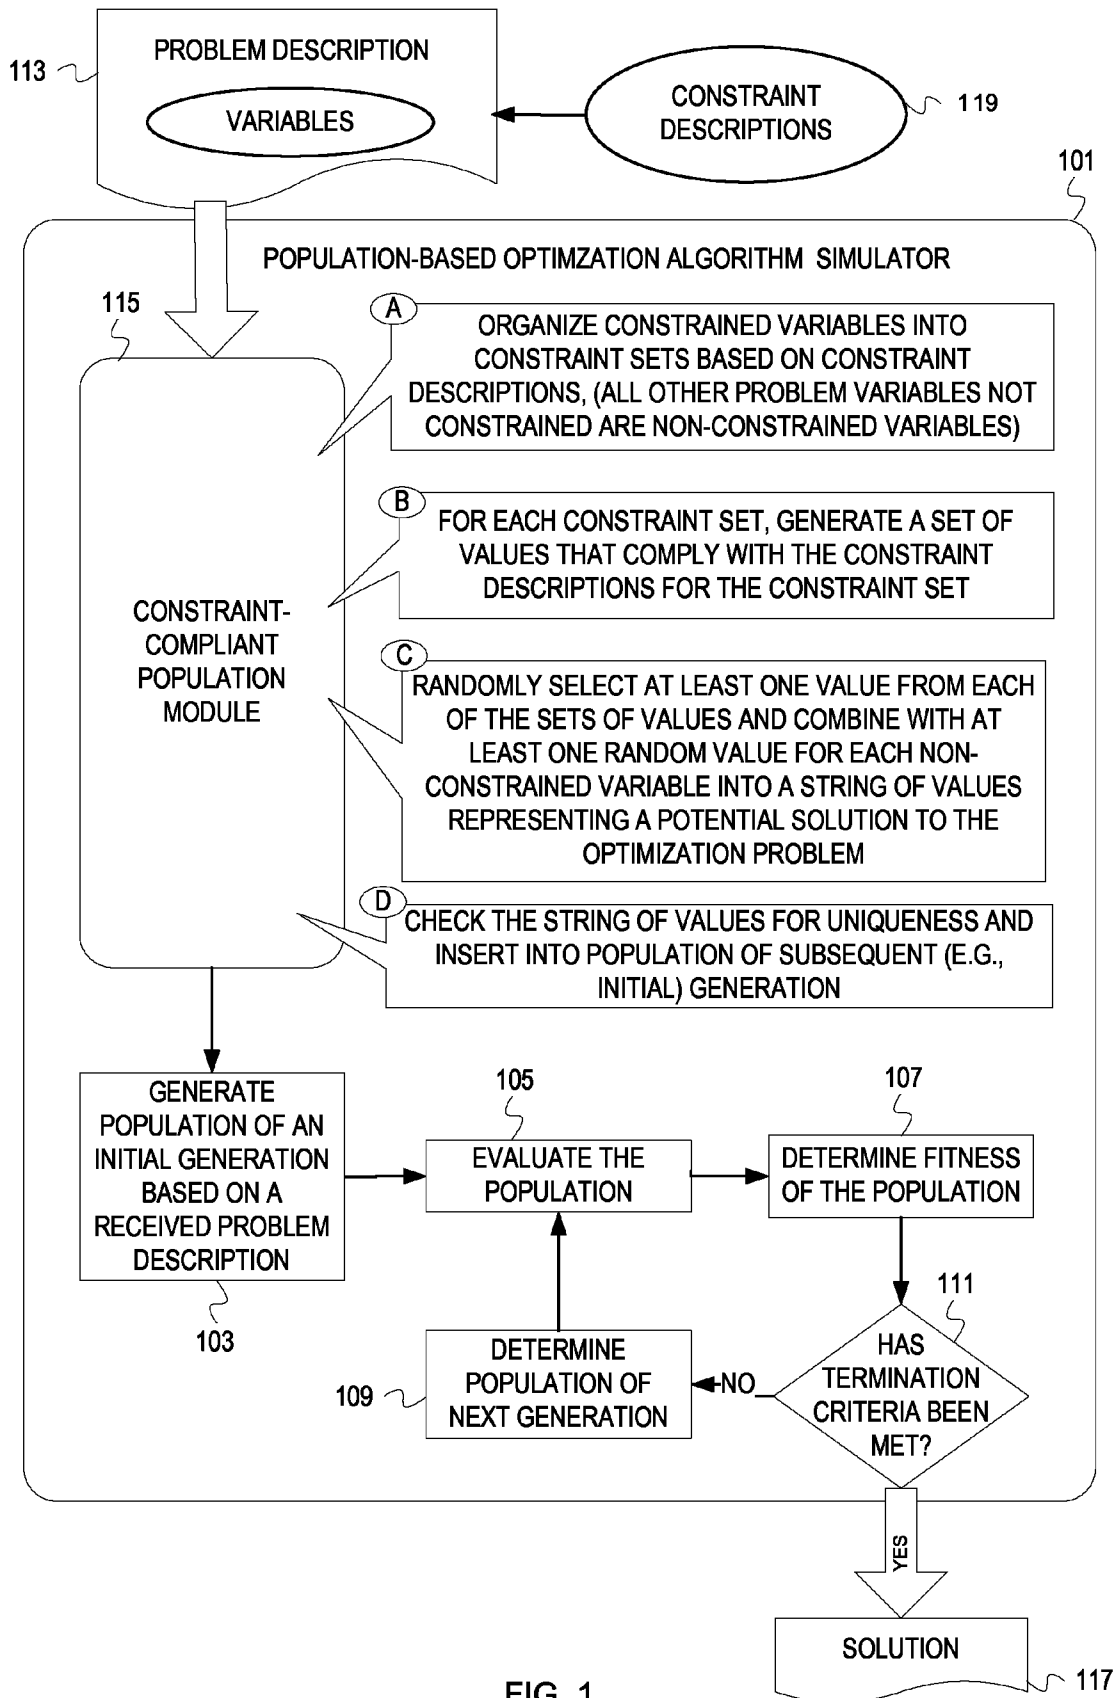 PROBLEM DESCRIPTION
113
VARIABLES
CONSTRAINT
DESCRIPTIONS
119
101
POPULATION-BASED OPTIMZATION ALGORITHM SIMULATOR
115
A
ORGANIZE CONSTRAINED VARIABLES INTO
CONSTRAINT SETS BASED ON CONSTRAINT
DESCRIPTIONS, (ALL OTHER PROBLEM VARIABLES NOT
CONSTRAINED ARE NON-CONSTRAINED VARIABLES)
B
FOR EACH CONSTRAINT SET, GENERATE A SET OF
VALUES THAT COMPLY WITH THE CONSTRAINT
DESCRIPTIONS FOR THE CONSTRAINT SET
CONSTRAINT-
COMPLIANT
POPULATION
MODULE
C
RANDOMLY SELECT AT LEAST ONE VALUE FROM EACH
OF THE SETS OF VALUES AND COMBINE WITH AT
LEAST ONE RANDOM VALUE FOR EACH NON-
CONSTRAINED VARIABLE INTO A STRING OF VALUES
REPRESENTING A POTENTIAL SOLUTION TO THE
OPTIMIZATION PROBLEM
D
CHECK THE STRING OF VALUES FOR UNIQUENESS AND
INSERT INTO POPULATION OF SUBSEQUENT (E.G.,
INITIAL) GENERATION
GENERATE
POPULATION OF AN
INITIAL GENERATION
BASED ON A
RECEIVED PROBLEM
DESCRIPTION
103
105
EVALUATE THE
POPULATION
107
DETERMINE FITNESS
OF THE POPULATION
111
HAS
TERMINATION
CRITERIA BEEN
MET?
NO
DETERMINE
POPULATION OF
NEXT GENERATION
109
YES
SOLUTION
117
FIG. 1